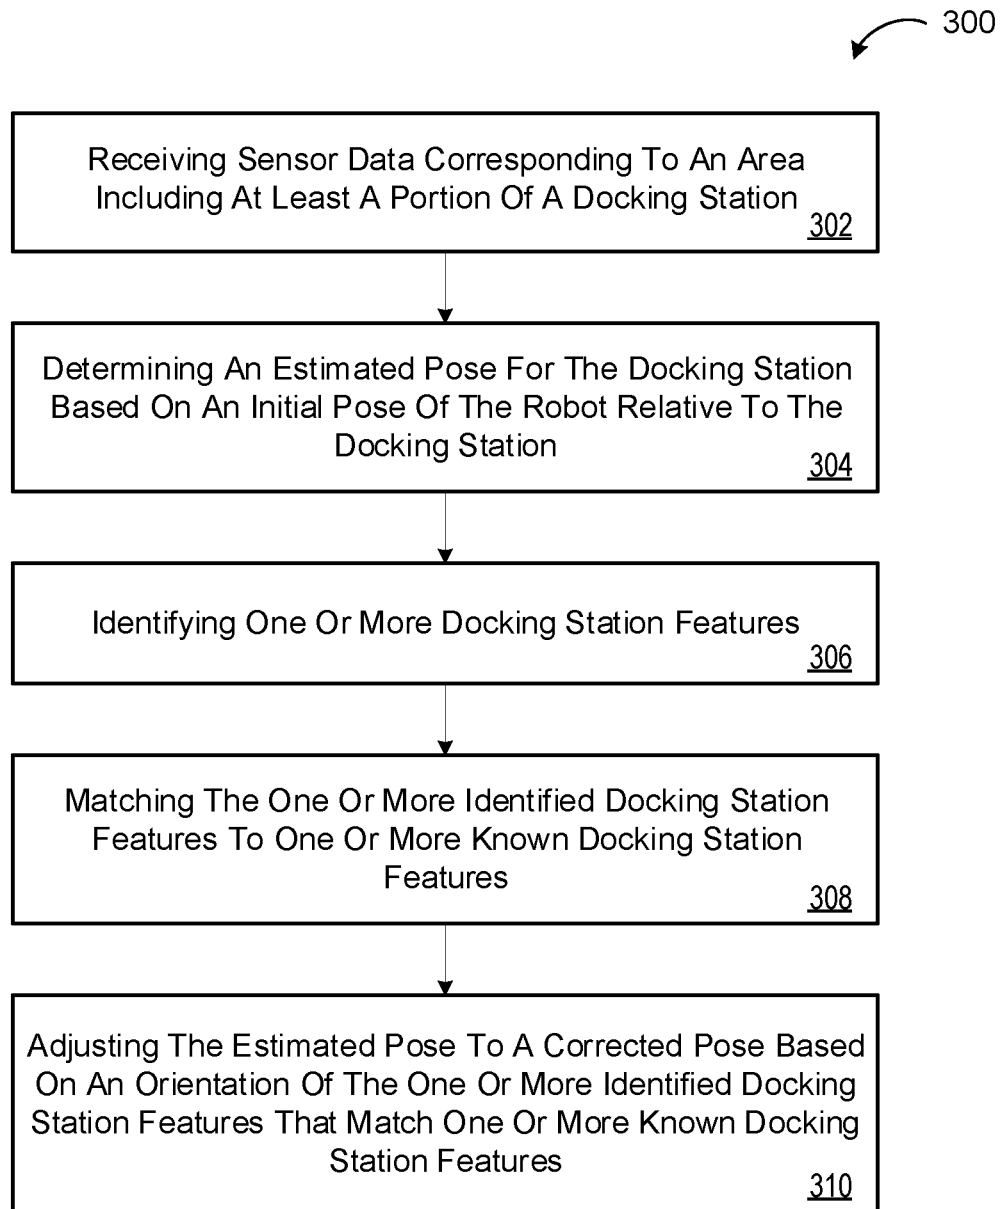 300
Receiving Sensor Data Corresponding To An Area
Including At Least A Portion Of A Docking Station
302
Determining An Estimated Pose For The Docking Station
Based On An Initial Pose Of The Robot Relative To The
Docking Station
304
Identifying One Or More Docking Station Features
306
Matching The One Or More Identified Docking Station
Features To One Or More Known Docking Station
Features
308
Adjusting The Estimated Pose To A Corrected Pose Based
On An Orientation Of The One Or More Identified Docking
Station Features That Match One Or More Known Docking
Station Features
310